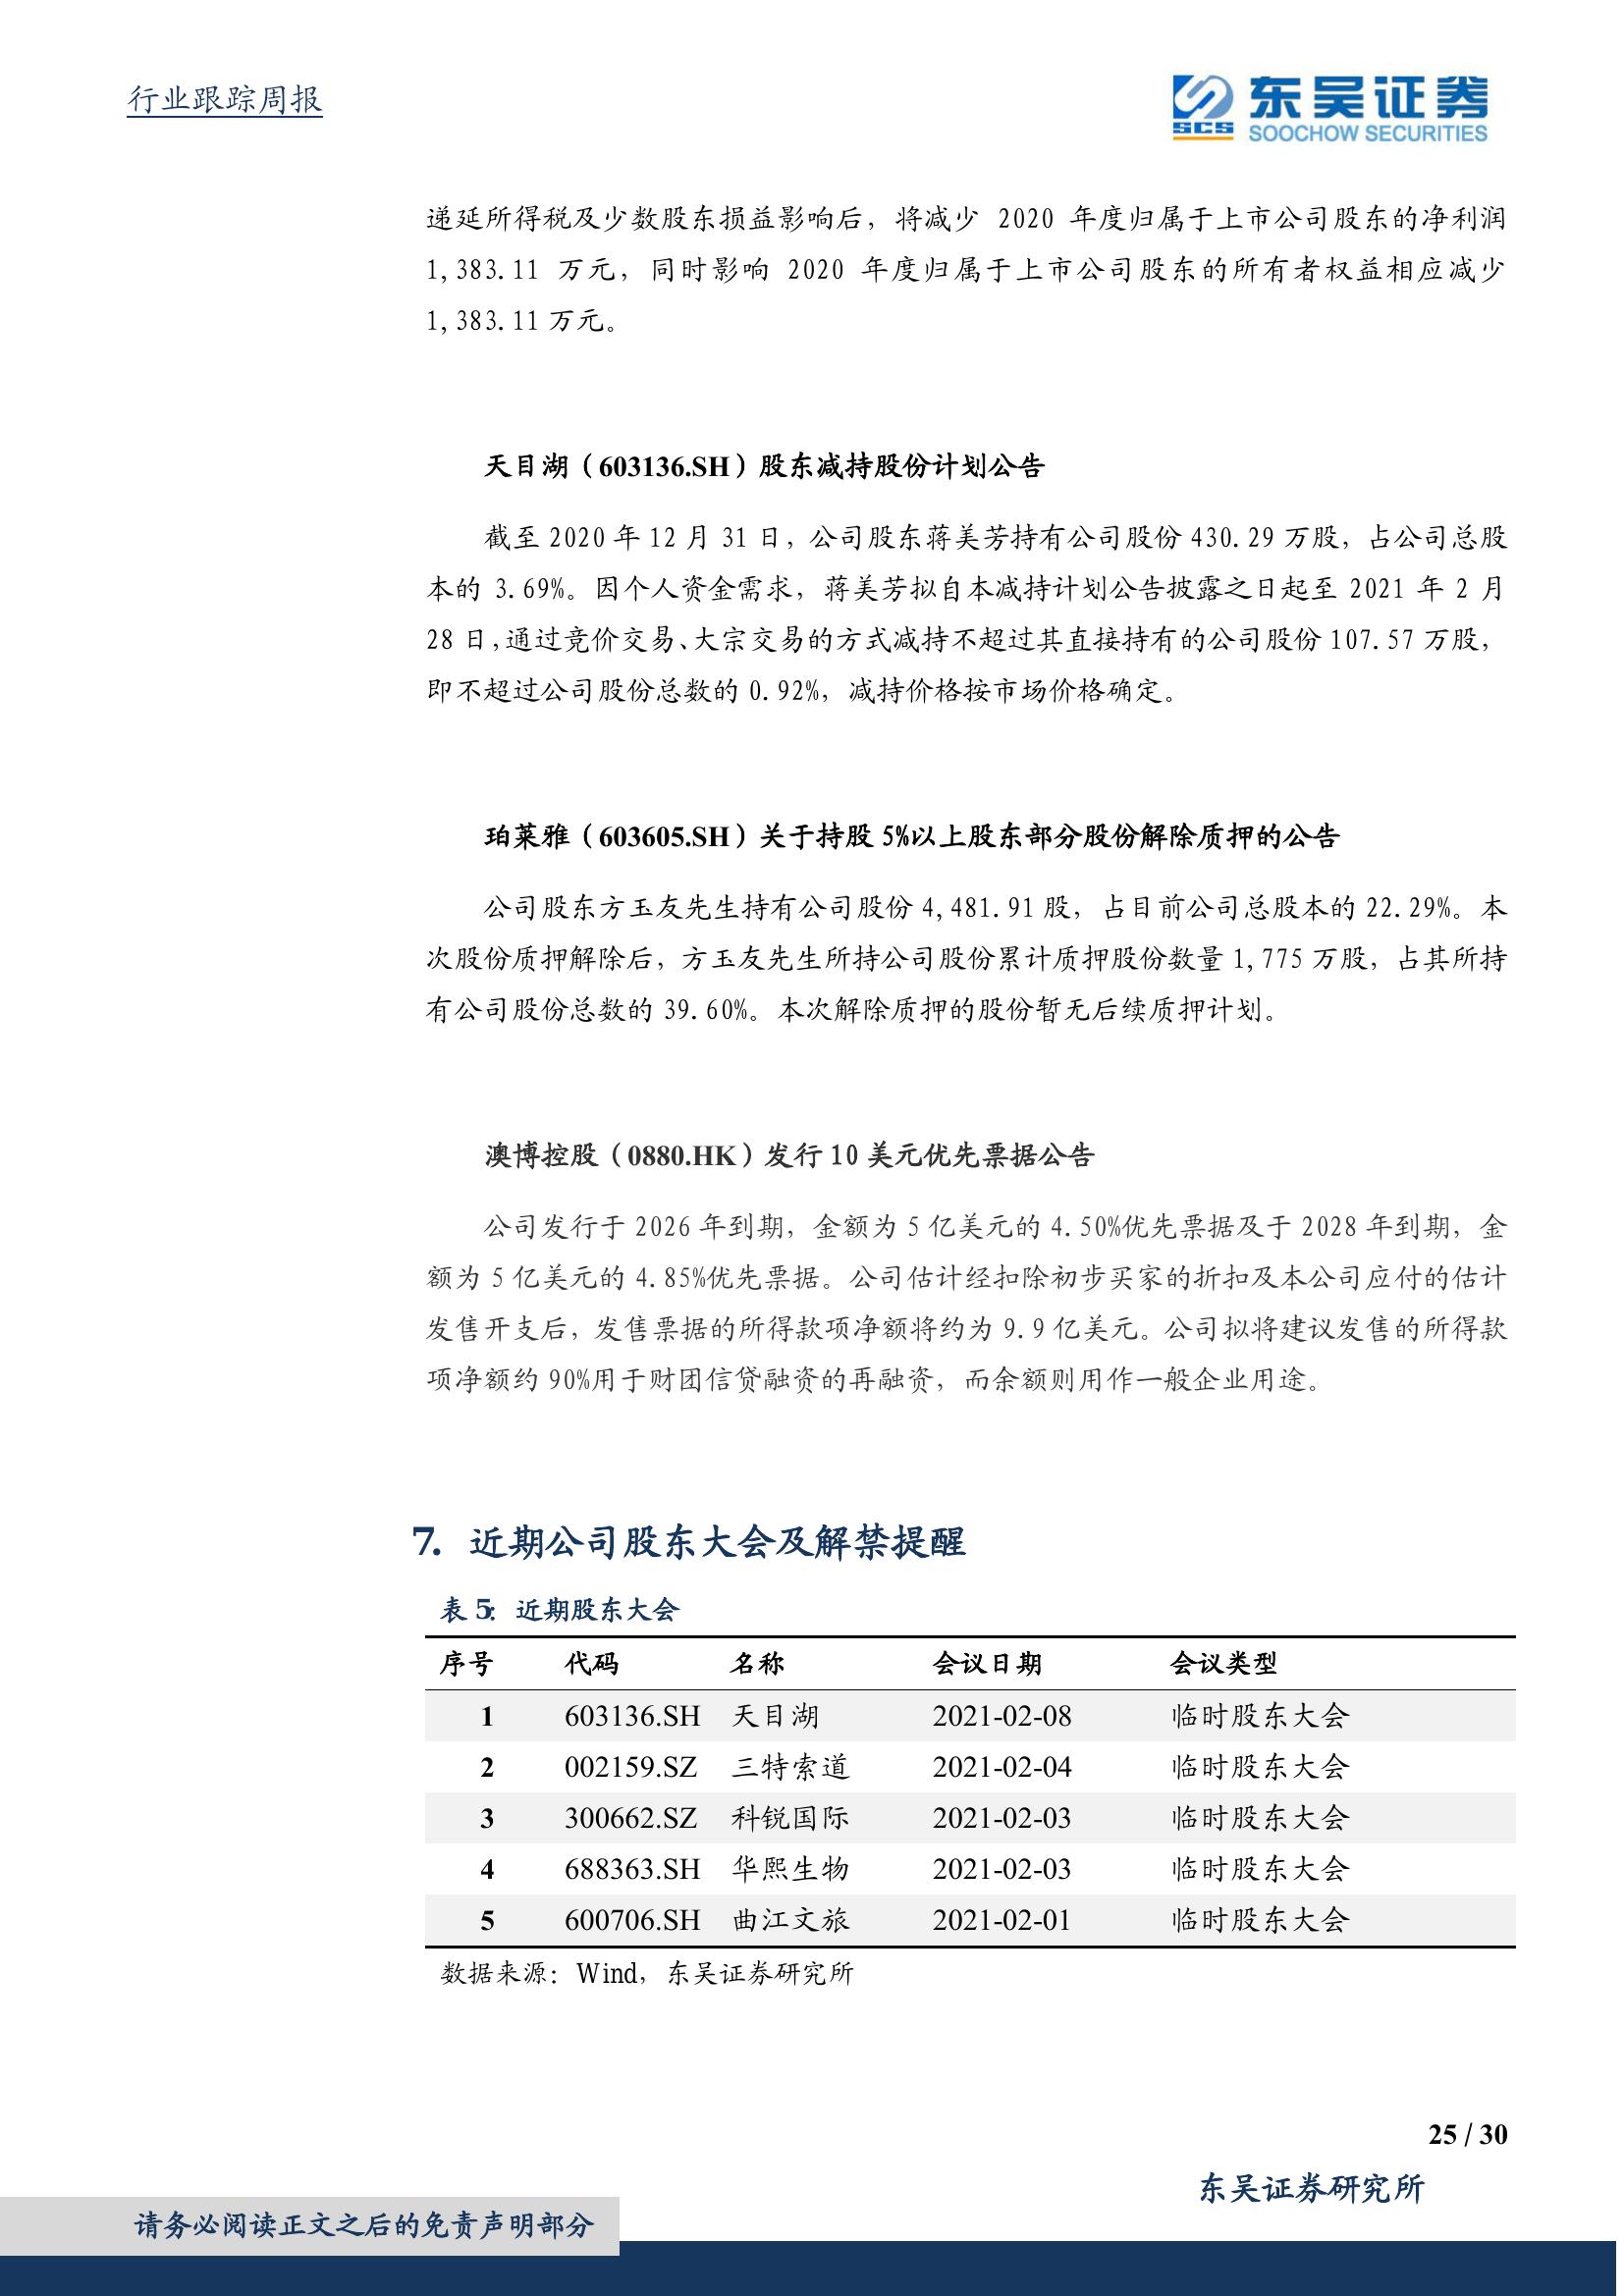 行业跟踪周报
SCS 东吴证券
SOOCHOW SECURITIES
递延所得税及少数股东损益影响后，将减少 2020 年度归属于上市公司股东的净利润
1,383.11 万元，同时影响 2020 年度归属于上市公司股东的所有者权益相应减少
1,383.11 万元。
天目湖（603136.SH）股东减持股份计划公告
截至 2020 年 12 月 31 日，公司股东蒋美芳持有公司股份 430.29 万股，占公司总股
本的 3.69%。因个人资金需求，蒋美芳拟自本减持计划公告披露之日起至 2021 年 2 月
28 日，通过竞价交易、大宗交易的方式减持不超过其直接持有的公司股份 107.57 万股，
即不超过公司股份总数的 0.92%，减持价格按市场价格确定。
珀莱雅（603605.SH）关于持股 5%以上股东部分股份解除质押的公告
公司股东方玉友先生持有公司股份 4,481.91 股，占目前公司总股本的 22.29%。本
次股份质押解除后，方玉友先生所持公司股份累计质押股份数量 1,775 万股，占其所持
有公司股份总数的 39.60%。本次解除质押的股份暂无后续质押计划。
澳博控股（0880.HK）发行 10 美元优先票据公告
公司发行于 2026 年到期，金额为 5 亿美元的 4.50%优先票据及于 2028 年到期，金
额为 5 亿美元的 4.85%优先票据。公司估计经扣除初步买家的折扣及本公司应付的估计
发售开支后，发售票据的所得款项净额将约为 9.9 亿美元。公司拟将建议发售的所得款
项净额约 90%用于财团信贷融资的再融资，而余额则用作一般企业用途。
7. 近期公司股东大会及解禁提醒
表 5：近期股东大会
序号 代码 名称 会议日期 会议类型
1 603136.SH 天目湖 2021-02-08 临时股东大会
2 002159.SZ 三特索道 2021-02-04 临时股东大会
3 300662.SZ 科锐国际 2021-02-03 临时股东大会
4 688363.SH 华熙生物 2021-02-03 临时股东大会
5 600706.SH 曲江文旅 2021-02-01 临时股东大会
数据来源：Wind，东吴证券研究所
25 / 30
东吴证券研究所
请务必阅读正文之后的免责声明部分